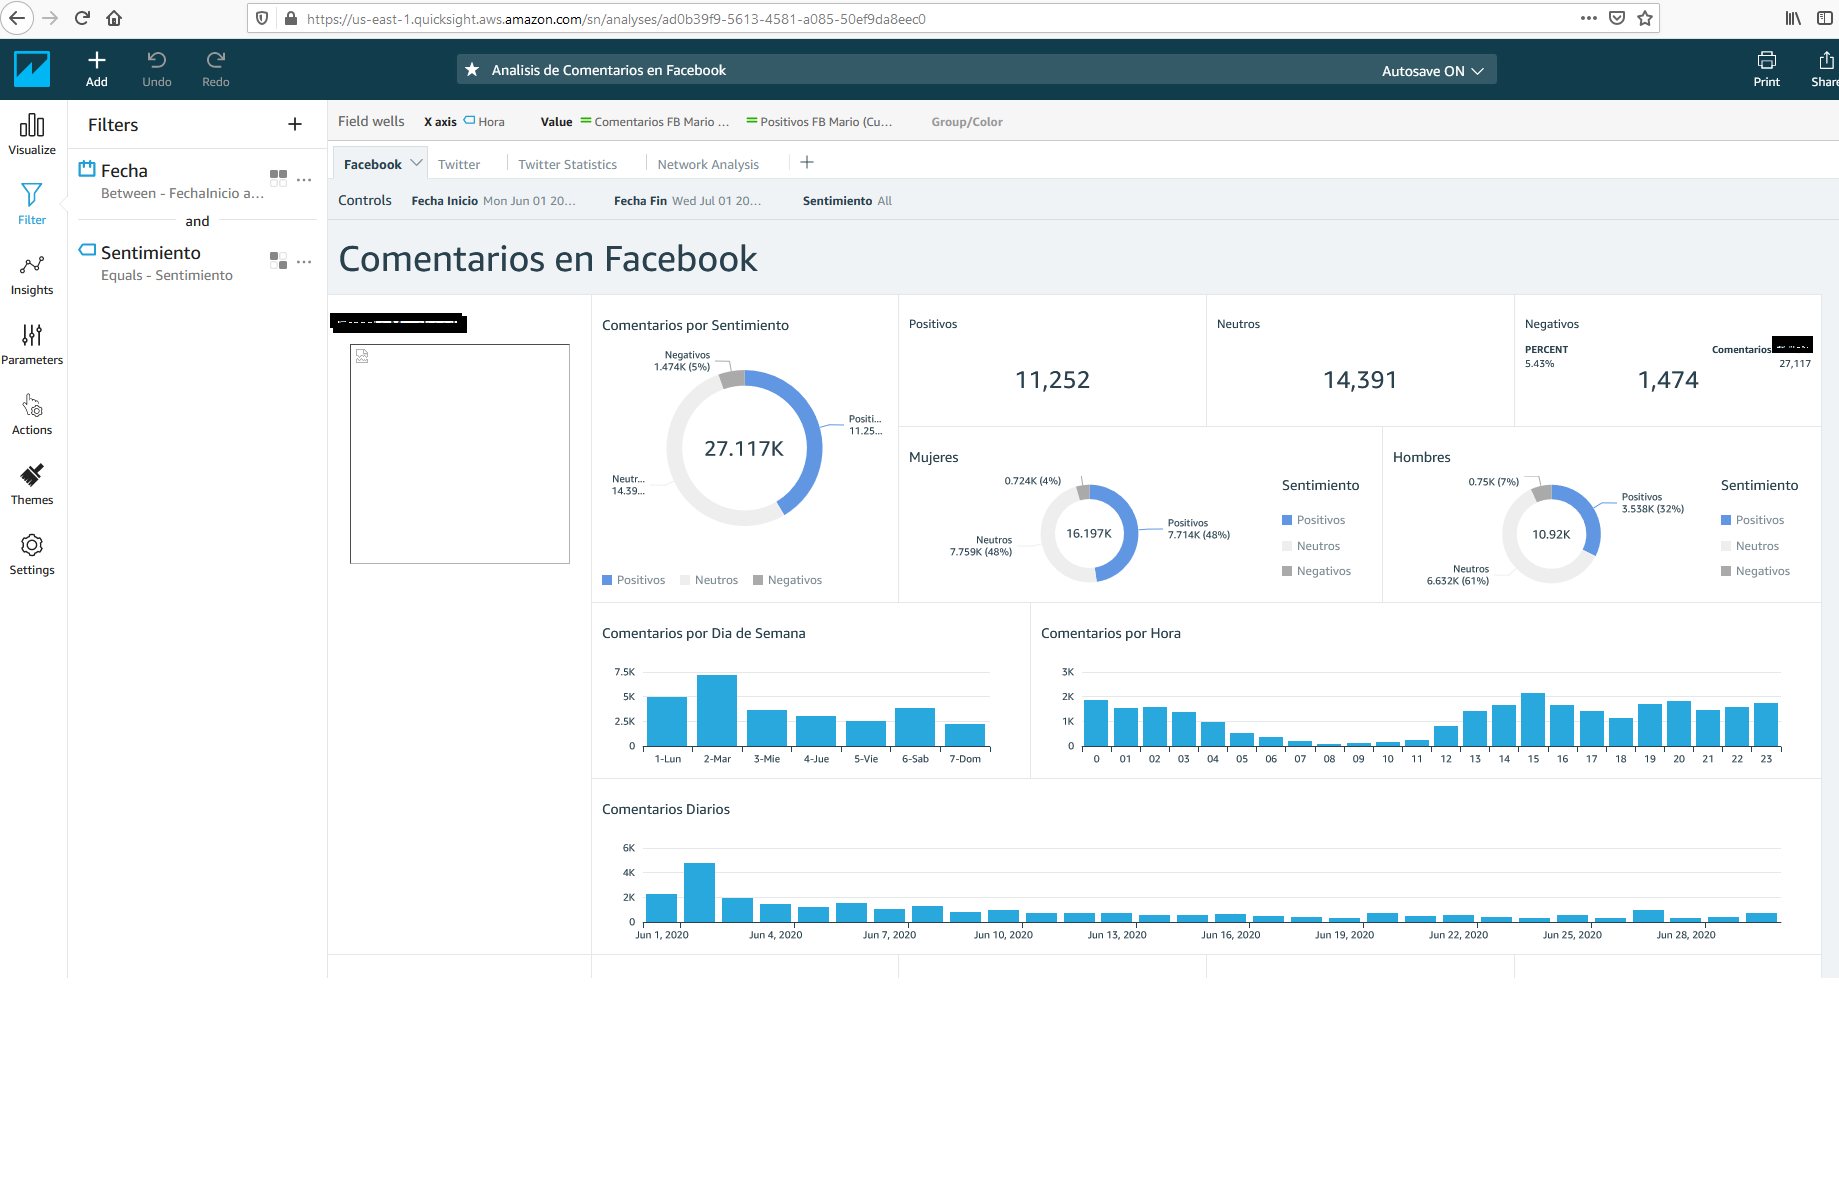 https://us-east-1.quicksight.aws.amazon.com/sn/analyses/ad0b39f9-5613-4581-a085-50ef9da8eec0
Add
Undo
Redo
Analisis de Comentarios en Facebook
Autosave ON
Print
Share
Visualize
Filter
Insights
Parameters
Actions
Themes
Settings
Filters
Fecha
Between - FechaInicio a...
and
Sentimiento
Equals - Sentimiento
Field wells X axis Hora Value Comentarios FB Mario ... Positivos FB Mario (Cu... Group/Color
Facebook Twitter Twitter Statistics Network Analysis
Controls Fecha Inicio Mon Jun 01 20... Fecha Fin Wed Jul 01 20... Sentimiento All
Comentarios en Facebook
Comentarios por Sentimiento
Negativos
1.474K (5%)
Positi...
11.25...
27.117K
Neutr...
14.39...
Positivos Neutros Negativos
Positivos
11,252
Neutros
14,391
Negativos
PERCENT
5.43%
Comentarios
27,117
1,474
Mujeres
0.724K (4%)
Positivos
7.714K (48%)
16.197K
Neutros
7.759K (48%)
Sentimiento
Positivos
Neutros
Negativos
Hombres
0.75K (7%)
Positivos
3.538K (32%)
10.92K
Neutros
6.632K (61%)
Sentimiento
Positivos
Neutros
Negativos
Comentarios por Dia de Semana
7.5K
5K
2.5K
0
1-Lun 2-Mar 3-Mie 4-Jue 5-Vie 6-Sab 7-Dom
Comentarios por Hora
3K
2K
1K
0
0 01 02 03 04 05 06 07 08 09 10 11 12 13 14 15 16 17 18 19 20 21 22 23
Comentarios Diarios
6K
4K
2K
0
Jun 1, 2020 Jun 4, 2020 Jun 7, 2020 Jun 10, 2020 Jun 13, 2020 Jun 16, 2020 Jun 19, 2020 Jun 22, 2020 Jun 25, 2020 Jun 28, 2020